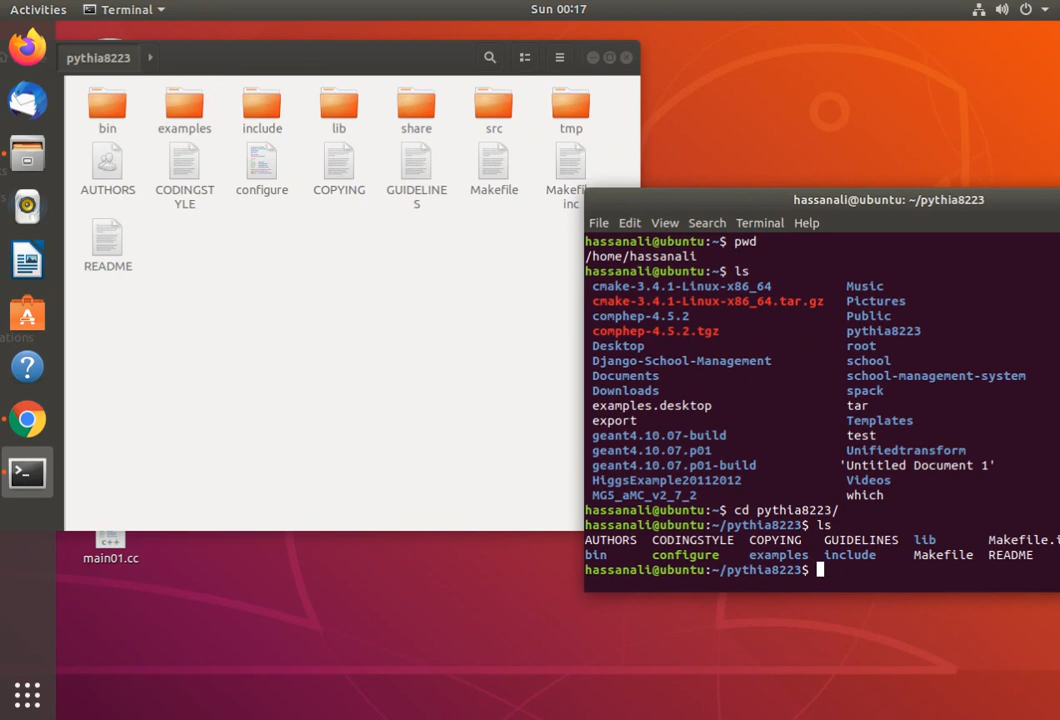 Activities Terminal Sun 00:17
pythia8223
bin examples include lib share src tmp
AUTHORS CODINGST configure COPYING GUIDELINE Makefile Makefil
YLE S inc
README
main01.cc
C++
hassanali@ubuntu: ~/pythia8223
File Edit View Search Terminal Help
hassanali@ubuntu:~$ pwd
/home/hassanali
hassanali@ubuntu:~$ ls
cmake-3.4.1-Linux-x86_64 Music
cmake-3.4.1-Linux-x86_64.tar.gz Pictures
comphep-4.5.2 Public
comphep-4.5.2.tgz pythia8223
Desktop root
Django-School-Management school
Documents school-management-system
Downloads spack
examples.desktop tar
export Templates
geant4.10.07-build test
geant4.10.07.p01 Unifiedtransform
geant4.10.07.p01-build 'Untitled Document 1'
HiggsExample20112012 Videos
MG5_aMC_v2_7_2 which
hassanali@ubuntu:~$ cd pythia8223/
hassanali@ubuntu:~/pythia8223$ ls
AUTHORS CODINGSTYLE COPYING GUIDELINES lib Makefile.i
bin configure examples include Makefile README
hassanali@ubuntu:~/pythia8223$